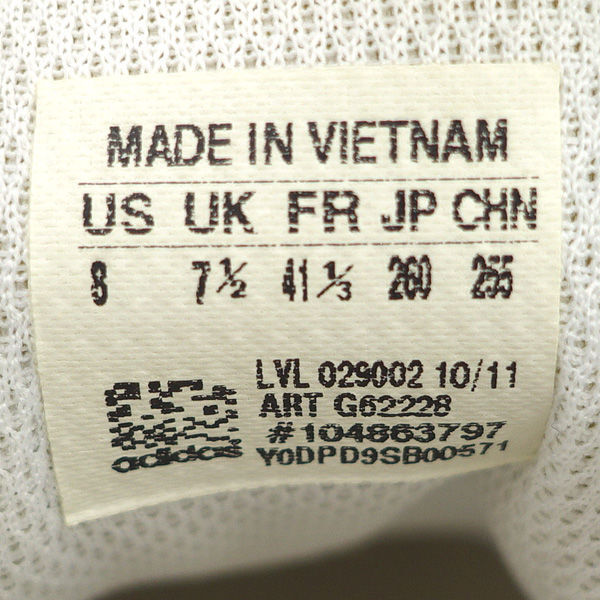 MADE IN VIETNAM
US UK FR JP CHN
8 7½ 41⅓ 260 255
LVL 029002 10/11
ART G62228
#104863797
adidas Y0DPD9SB00571